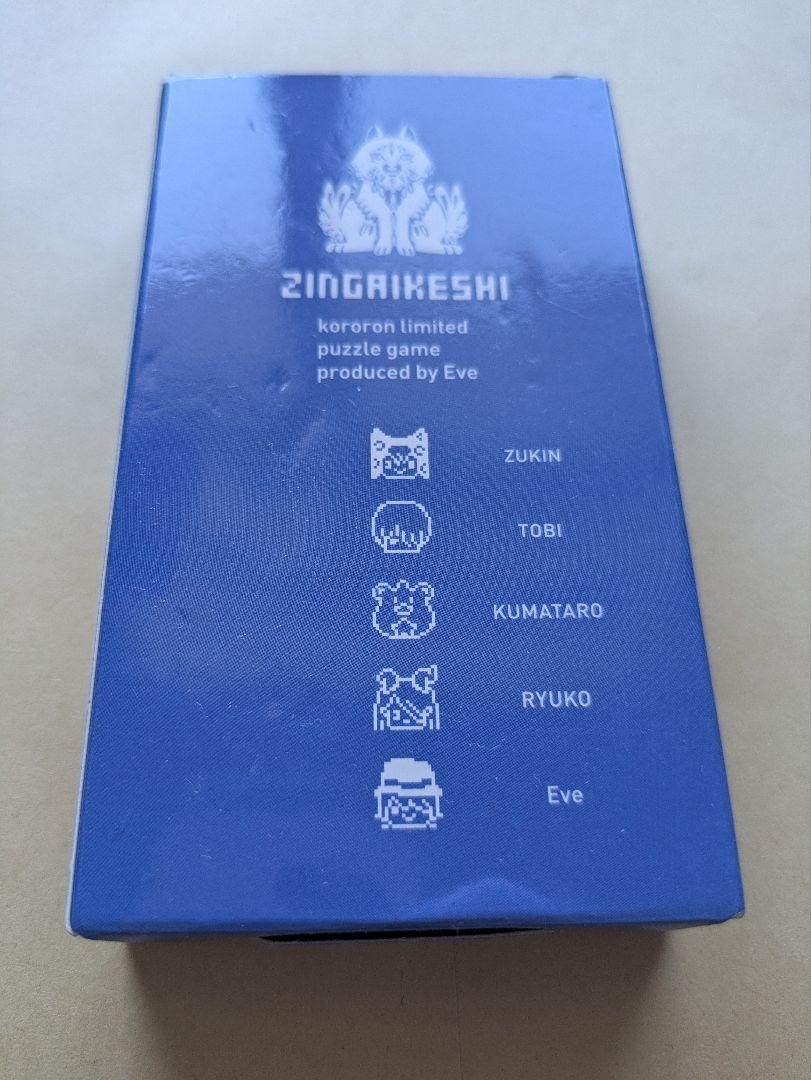 ZINGAIKESHI
kororon limited
puzzle game
produced by Eve
ZUKIN
TOBI
KUMATARO
RYUKO
Eve